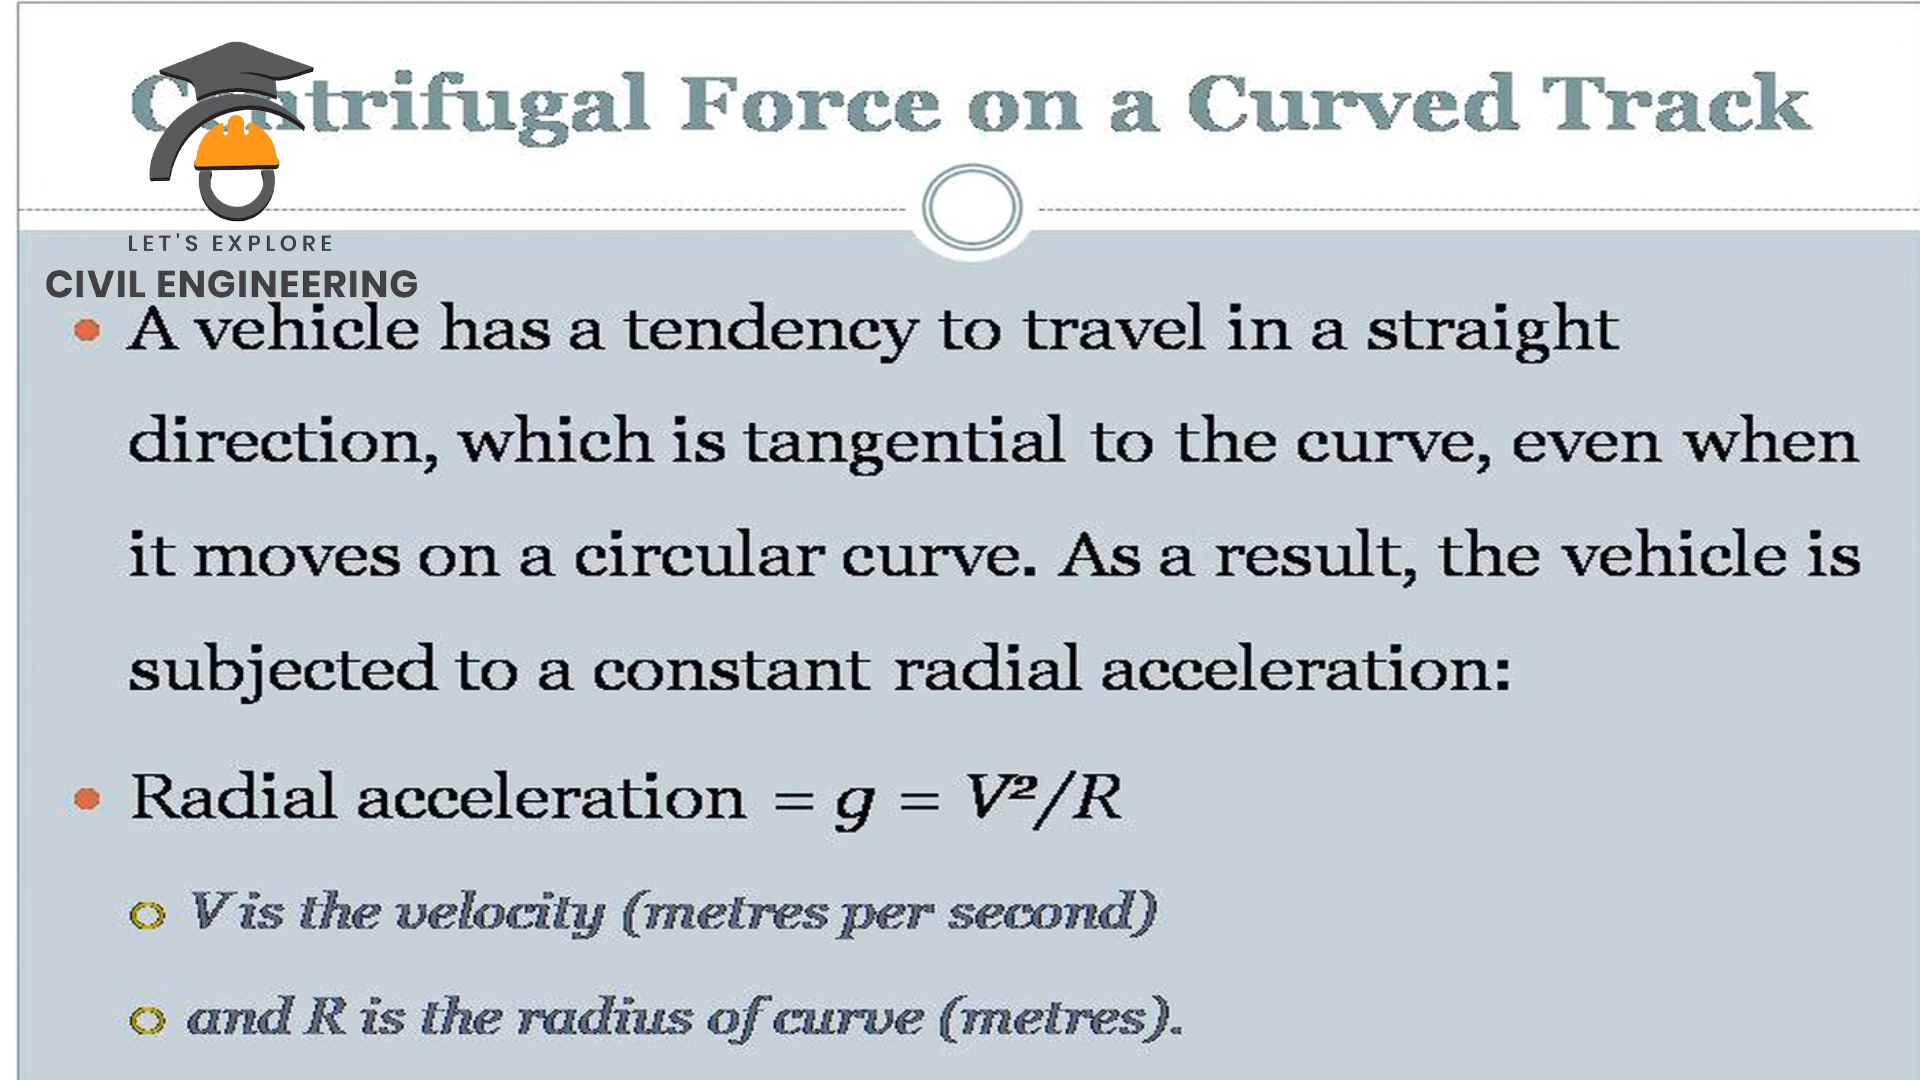 Centrifugal Force on a Curved Track
LET'S EXPLORE
CIVIL ENGINEERING
• A vehicle has a tendency to travel in a straight
direction, which is tangential to the curve, even when
it moves on a circular curve. As a result, the vehicle is
subjected to a constant radial acceleration:
• Radial acceleration = g = V²/R
o V is the velocity (metres per second)
o and R is the radius of curve (metres).